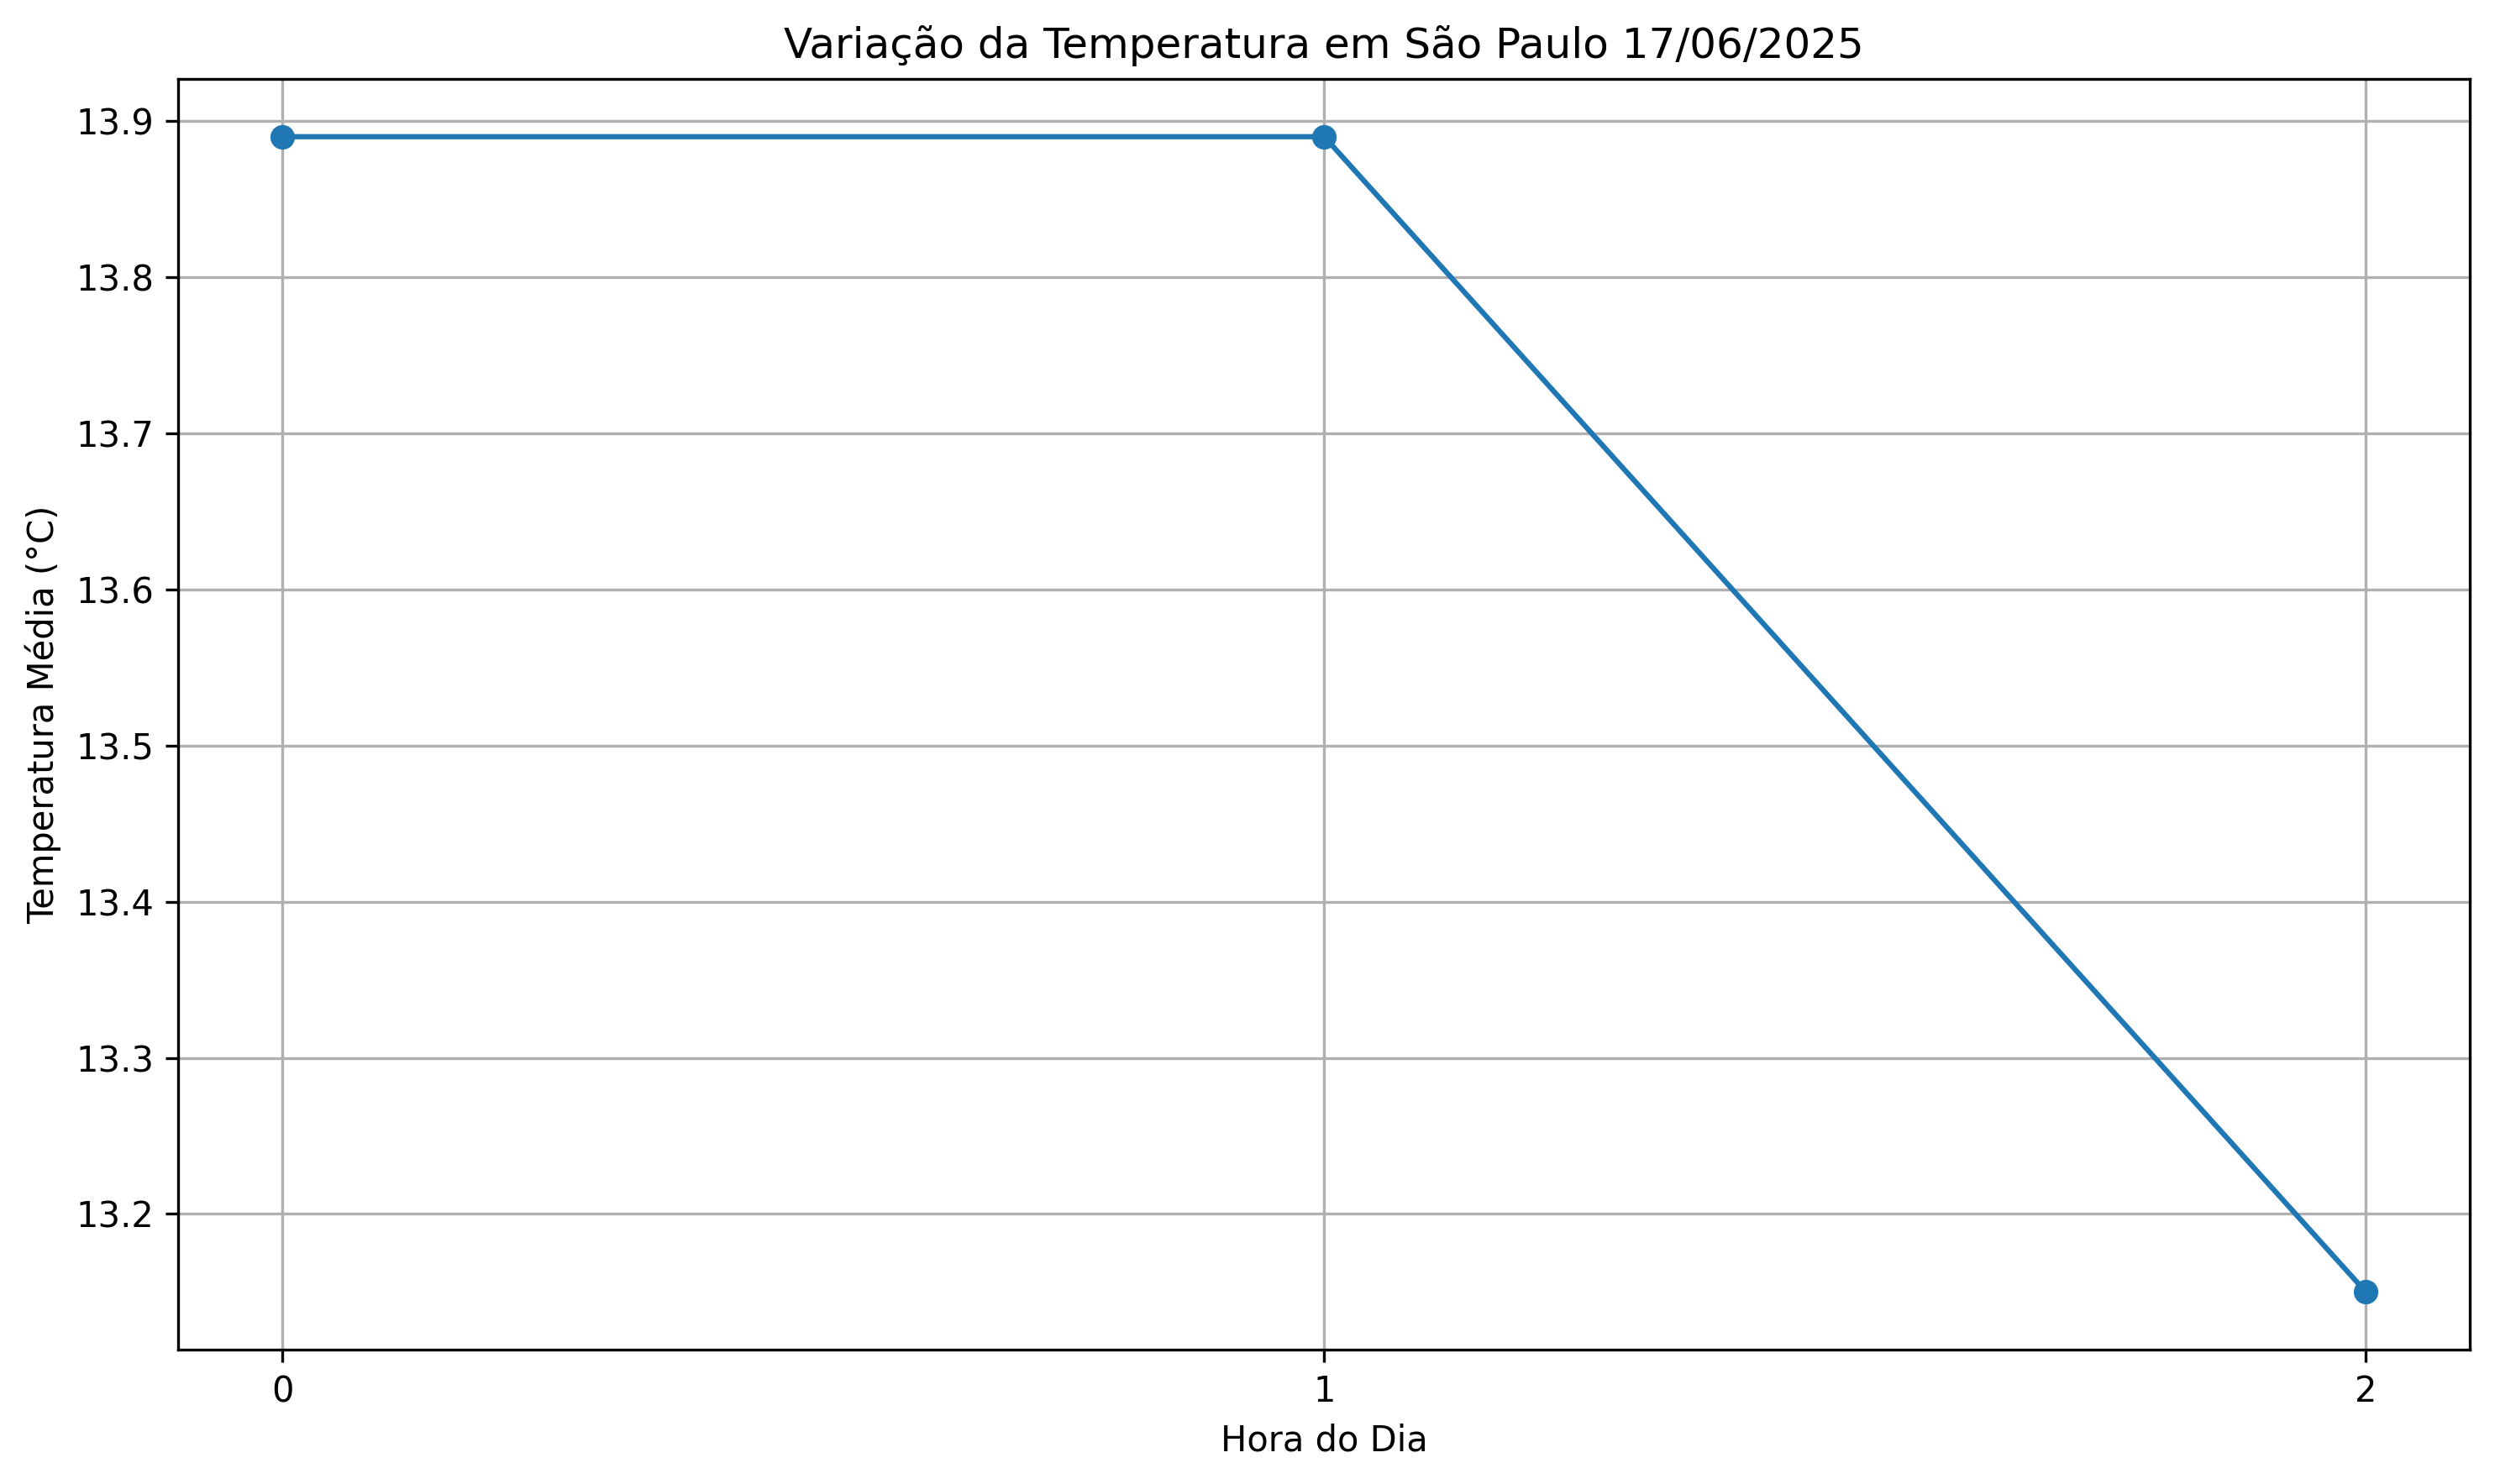 Variação da Temperatura em São Paulo 17/06/2025
13.9
13.8
13.7
13.6
13.5
13.4
13.3
13.2
Temperatura Média (°C)
0 1 2
Hora do Dia